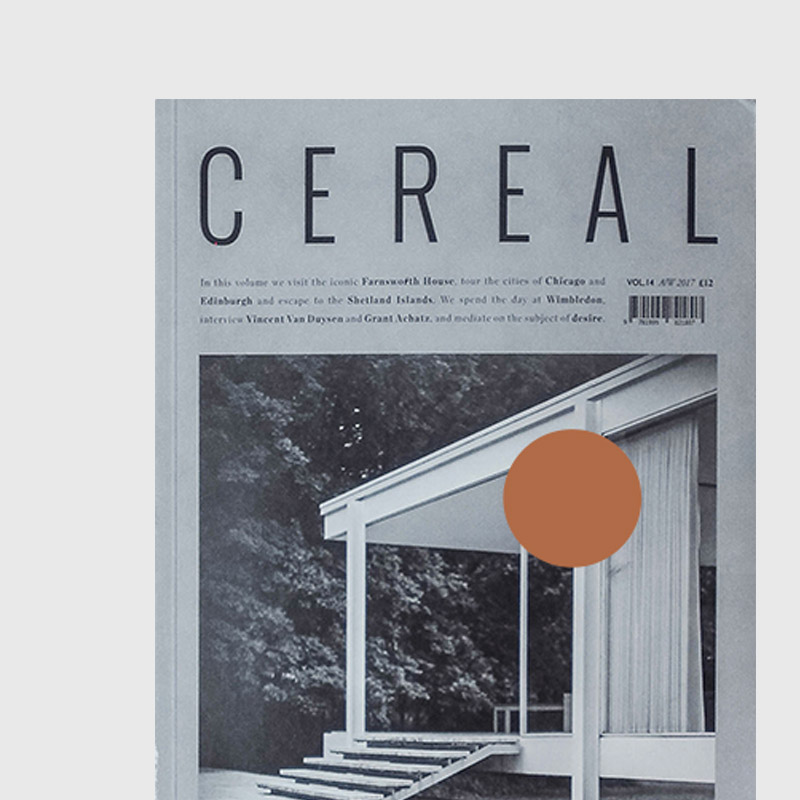 CEREAL
In this volume we visit the iconic Farnsworth House, tour the cities of Chicago and
Edinburgh and escape to the Shetland Islands. We spend the day at Wimbledon,
interview Vincent Van Duysen and Grant Achatz, and mediate on the subject of desire.
VOL.14 A/W 2017 £12